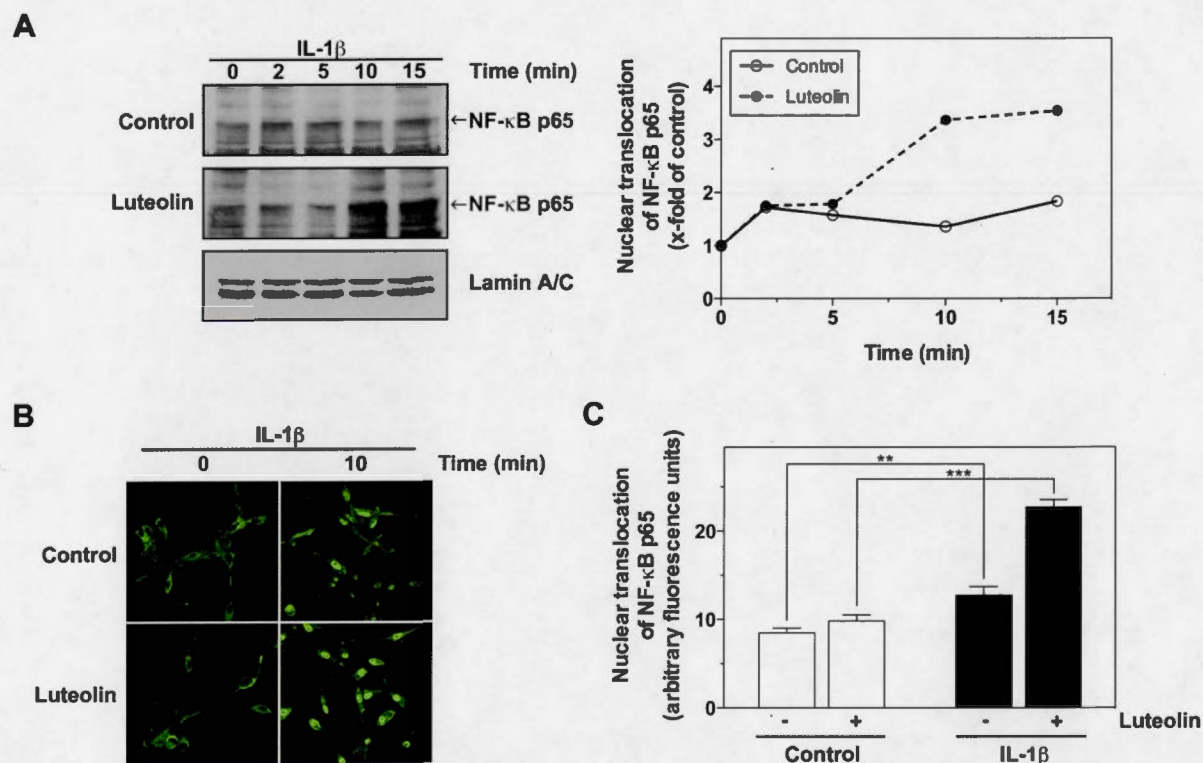 A
IL-1β
0 2 5 10 15 Time (min)
Control ←NF-κB p65
Luteolin ←NF-κB p65
Lamin A/C
Nuclear translocation
of NF-κB p65
(x-fold of control)
4
3
2
1
0
Control
Luteolin
0 5 10 15
Time (min)
B
IL-1β
0 10 Time (min)
Control
Luteolin
C
Nuclear translocation
of NF-κB p65
(arbitrary fluorescence units)
20
10
0
**
***
- + - + Luteolin
Control IL-1β